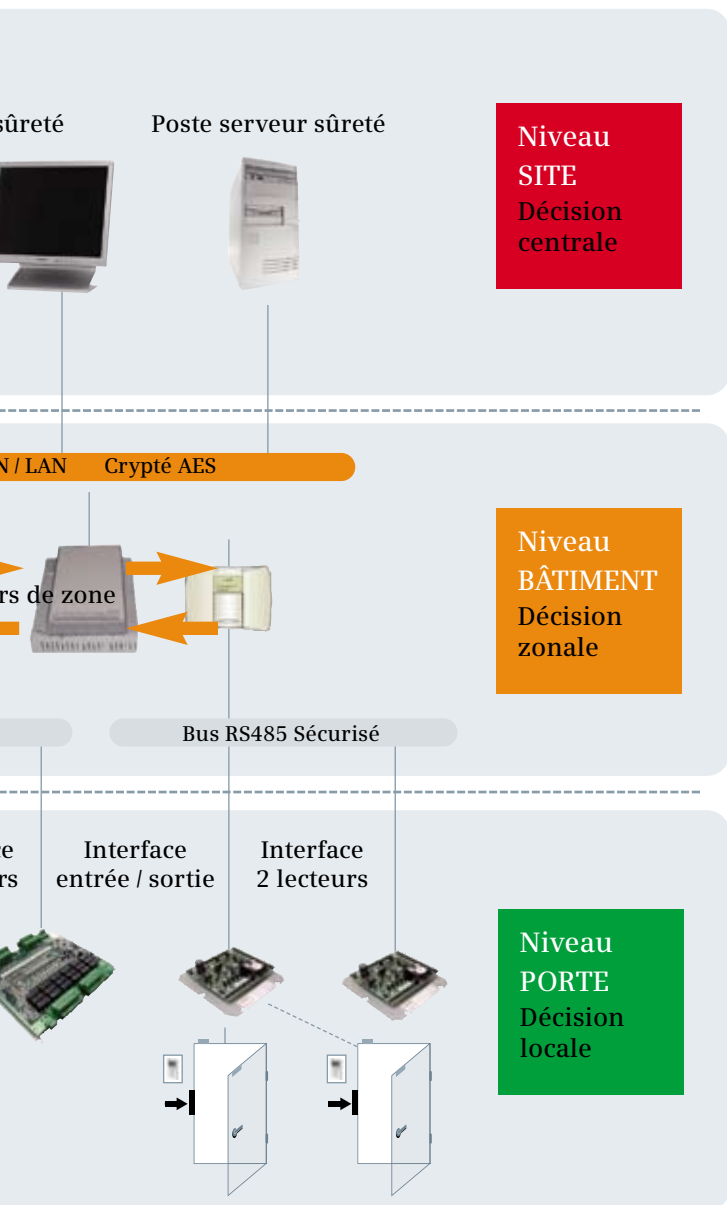 sûreté
Poste serveur sûreté
Niveau
SITE
Décision
centrale
N / LAN
Crypté AES
rs de zone
Niveau
BÂTIMENT
Décision
zonale
Bus RS485 Sécurisé
ce
rs
Interface
entrée / sortie
Interface
2 lecteurs
Niveau
PORTE
Décision
locale